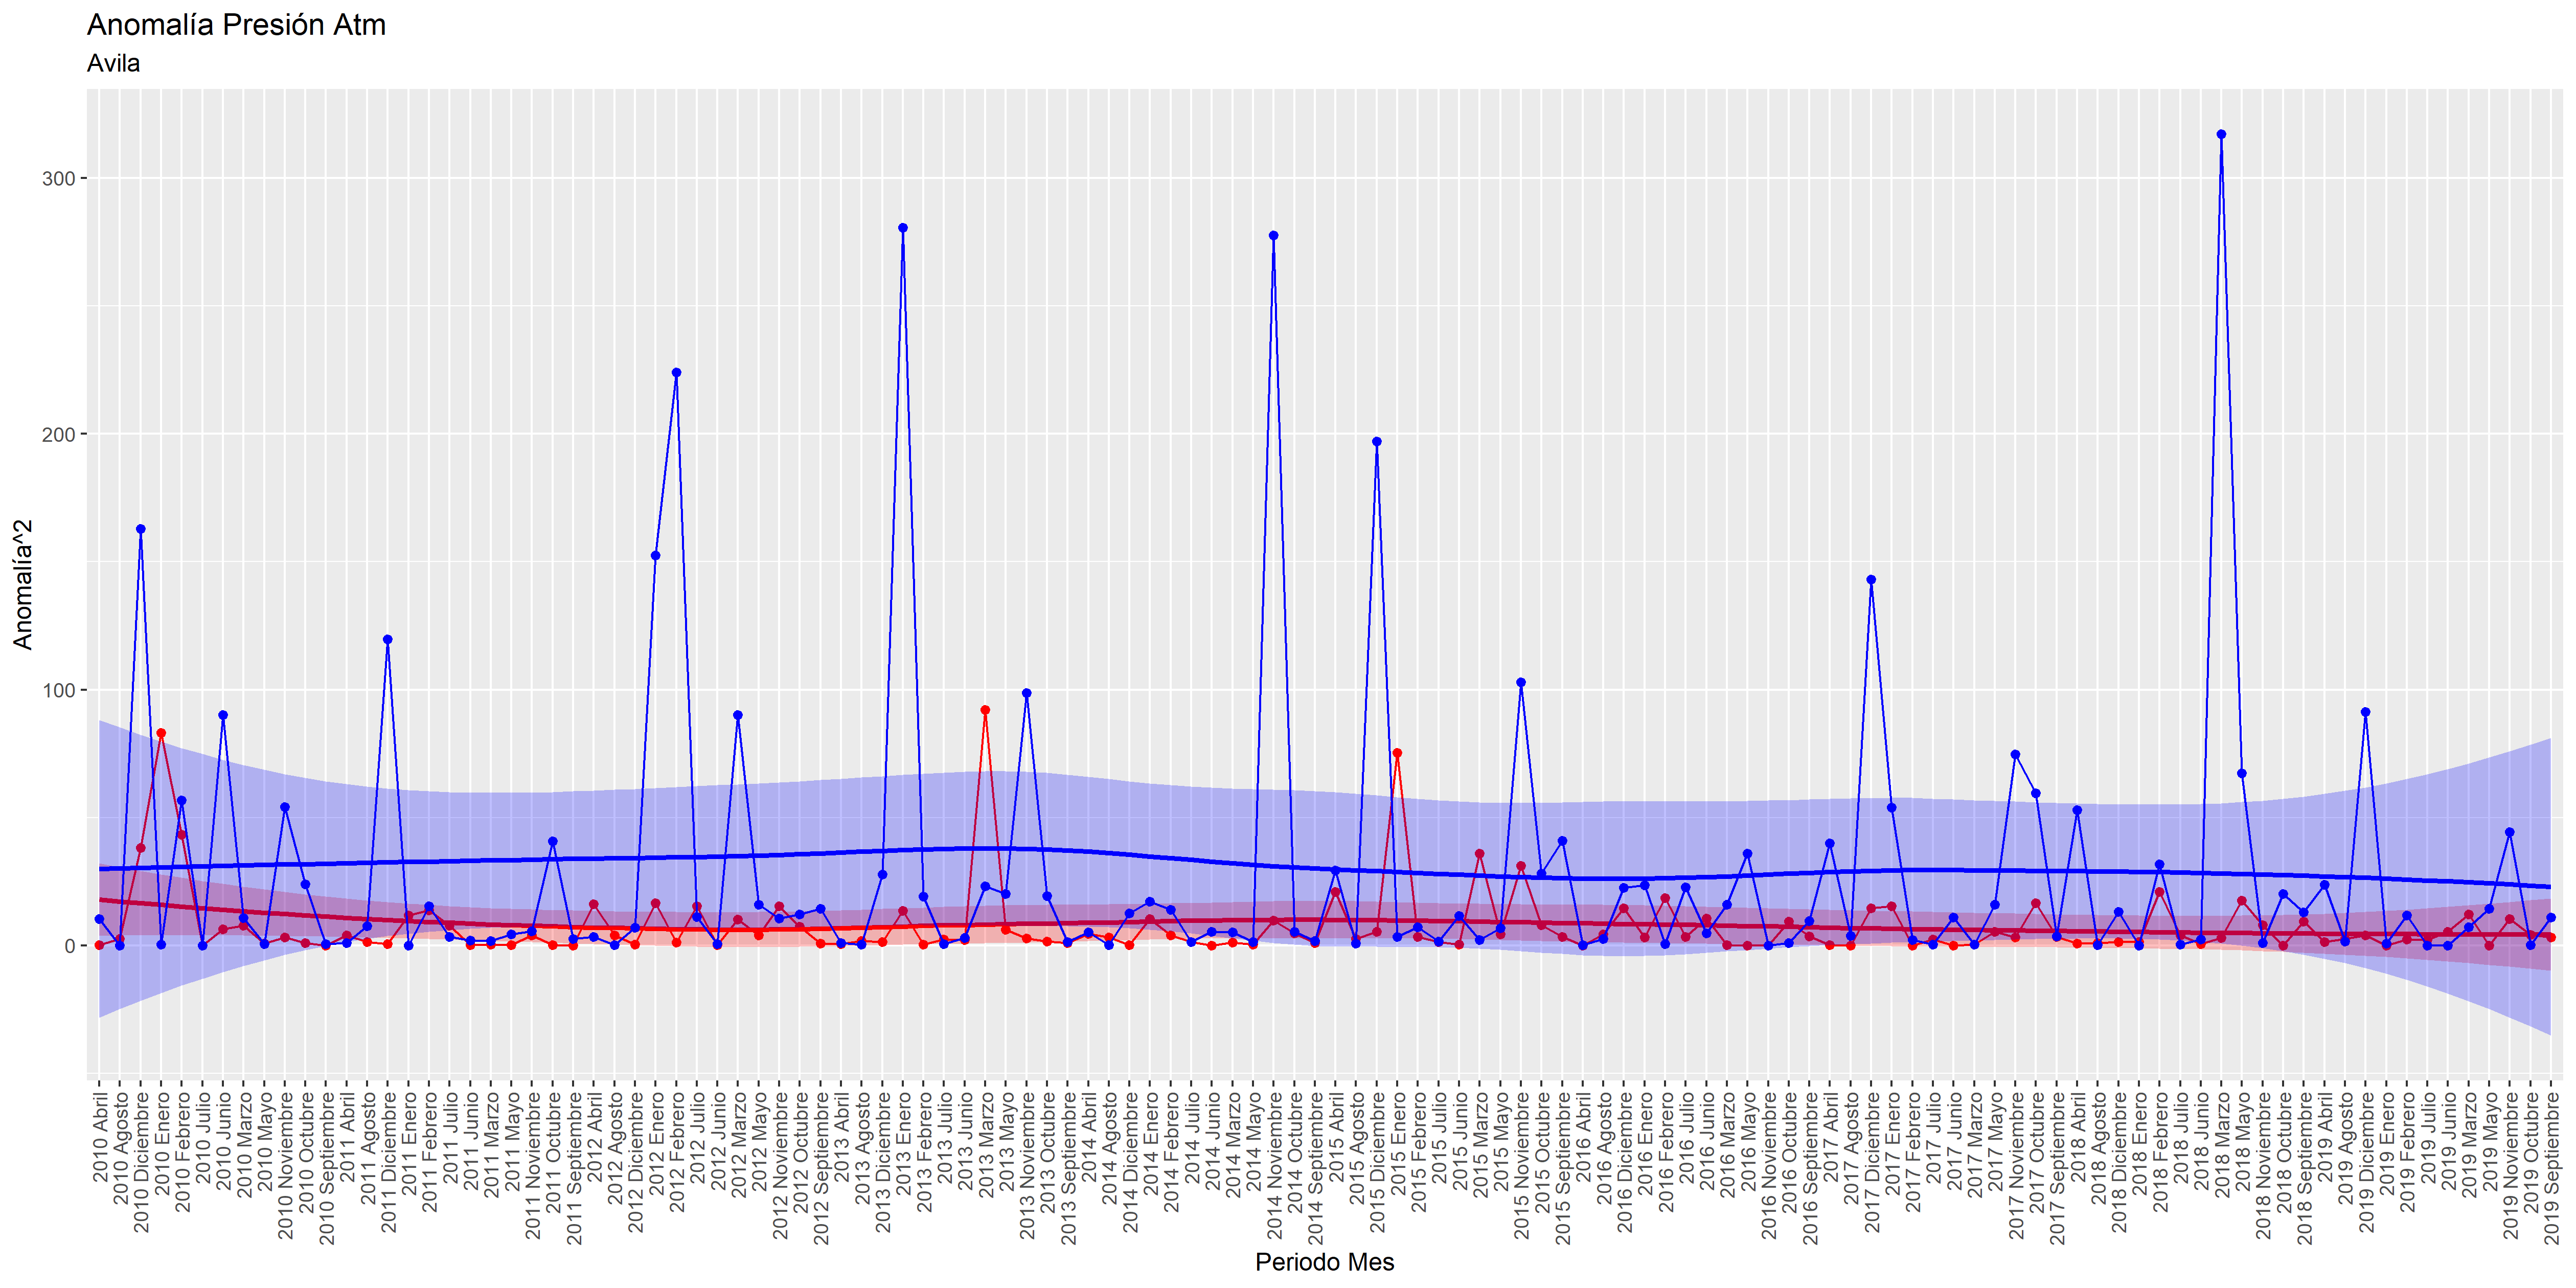 Anomalía Presión Atm
Avila
Anomalía^2
300
200
100
0
2010 Abril
2010 Agosto
2010 Diciembre
2010 Enero
2010 Febrero
2010 Julio
2010 Junio
2010 Marzo
2010 Mayo
2010 Noviembre
2010 Octubre
2010 Septiembre
2011 Abril
2011 Agosto
2011 Diciembre
2011 Enero
2011 Febrero
2011 Julio
2011 Junio
2011 Marzo
2011 Mayo
2011 Noviembre
2011 Octubre
2011 Septiembre
2012 Abril
2012 Agosto
2012 Diciembre
2012 Enero
2012 Febrero
2012 Julio
2012 Junio
2012 Marzo
2012 Mayo
2012 Noviembre
2012 Octubre
2012 Septiembre
2013 Abril
2013 Agosto
2013 Diciembre
2013 Enero
2013 Febrero
2013 Julio
2013 Junio
2013 Marzo
2013 Mayo
2013 Noviembre
2013 Octubre
2013 Septiembre
2014 Abril
2014 Agosto
2014 Diciembre
2014 Enero
2014 Febrero
2014 Julio
2014 Junio
2014 Marzo
2014 Mayo
2014 Noviembre
2014 Octubre
2014 Septiembre
2015 Abril
2015 Agosto
2015 Diciembre
2015 Enero
2015 Febrero
2015 Julio
2015 Junio
2015 Marzo
2015 Mayo
2015 Noviembre
2015 Octubre
2015 Septiembre
2016 Abril
2016 Agosto
2016 Diciembre
2016 Enero
2016 Febrero
2016 Julio
2016 Junio
2016 Marzo
2016 Mayo
2016 Noviembre
2016 Octubre
2016 Septiembre
2017 Abril
2017 Agosto
2017 Diciembre
2017 Enero
2017 Febrero
2017 Julio
2017 Junio
2017 Marzo
2017 Mayo
2017 Noviembre
2017 Octubre
2017 Septiembre
2018 Abril
2018 Agosto
2018 Diciembre
2018 Enero
2018 Febrero
2018 Julio
2018 Junio
2018 Marzo
2018 Mayo
2018 Noviembre
2018 Octubre
2018 Septiembre
2019 Abril
2019 Agosto
2019 Diciembre
2019 Enero
2019 Febrero
2019 Julio
2019 Junio
2019 Marzo
2019 Mayo
2019 Noviembre
2019 Octubre
2019 Septiembre
Periodo Mes